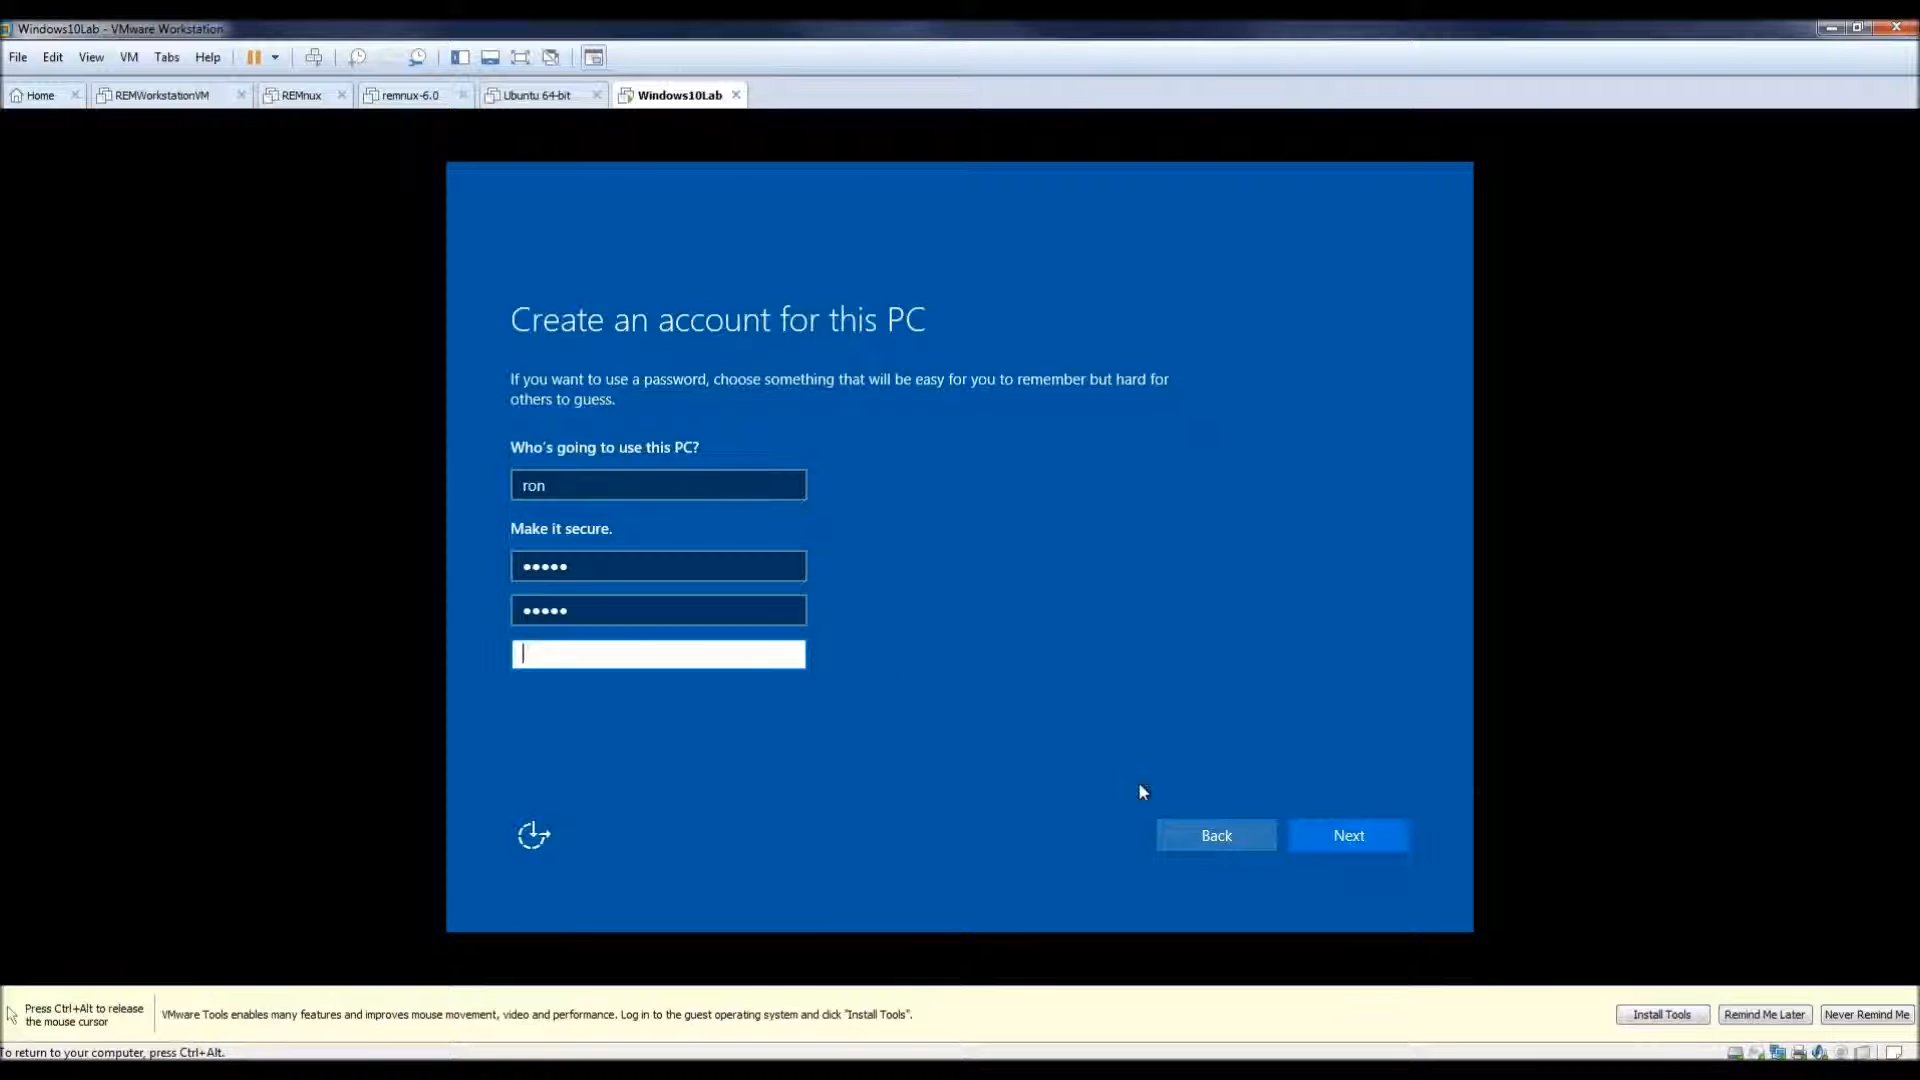 Windows10Lab - VMware Workstation
File Edit View VM Tabs Help
Home REMWorkstationVM REMnux remnux-6.0 Ubuntu 64-bit Windows10Lab
Create an account for this PC
If you want to use a password, choose something that will be easy for you to remember but hard for
others to guess.
Who's going to use this PC?
ron
Make it secure.
Back Next
Press Ctrl+Alt to release
the mouse cursor
VMware Tools enables many features and improves mouse movement, video and performance. Log in to the guest operating system and click "Install Tools".
Install Tools Remind Me Later Never Remind Me
To return to your computer, press Ctrl+Alt.